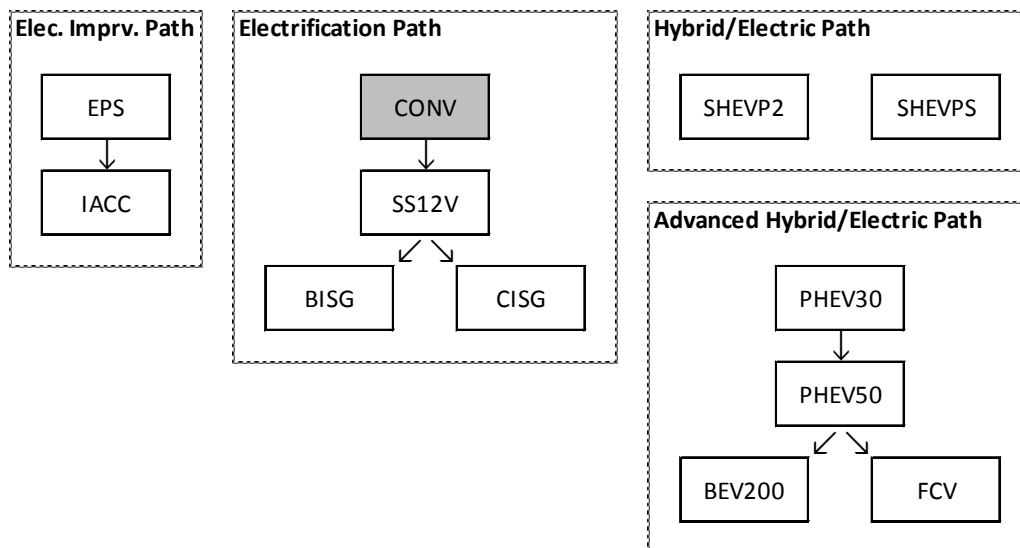 Elec. Imprv. Path
EPS
IACC
Electrification Path
CONV
SS12V
BISG
CISG
Hybrid/Electric Path
SHEVP2
SHEVPS
Advanced Hybrid/Electric Path
PHEV30
PHEV50
BEV200
FCV